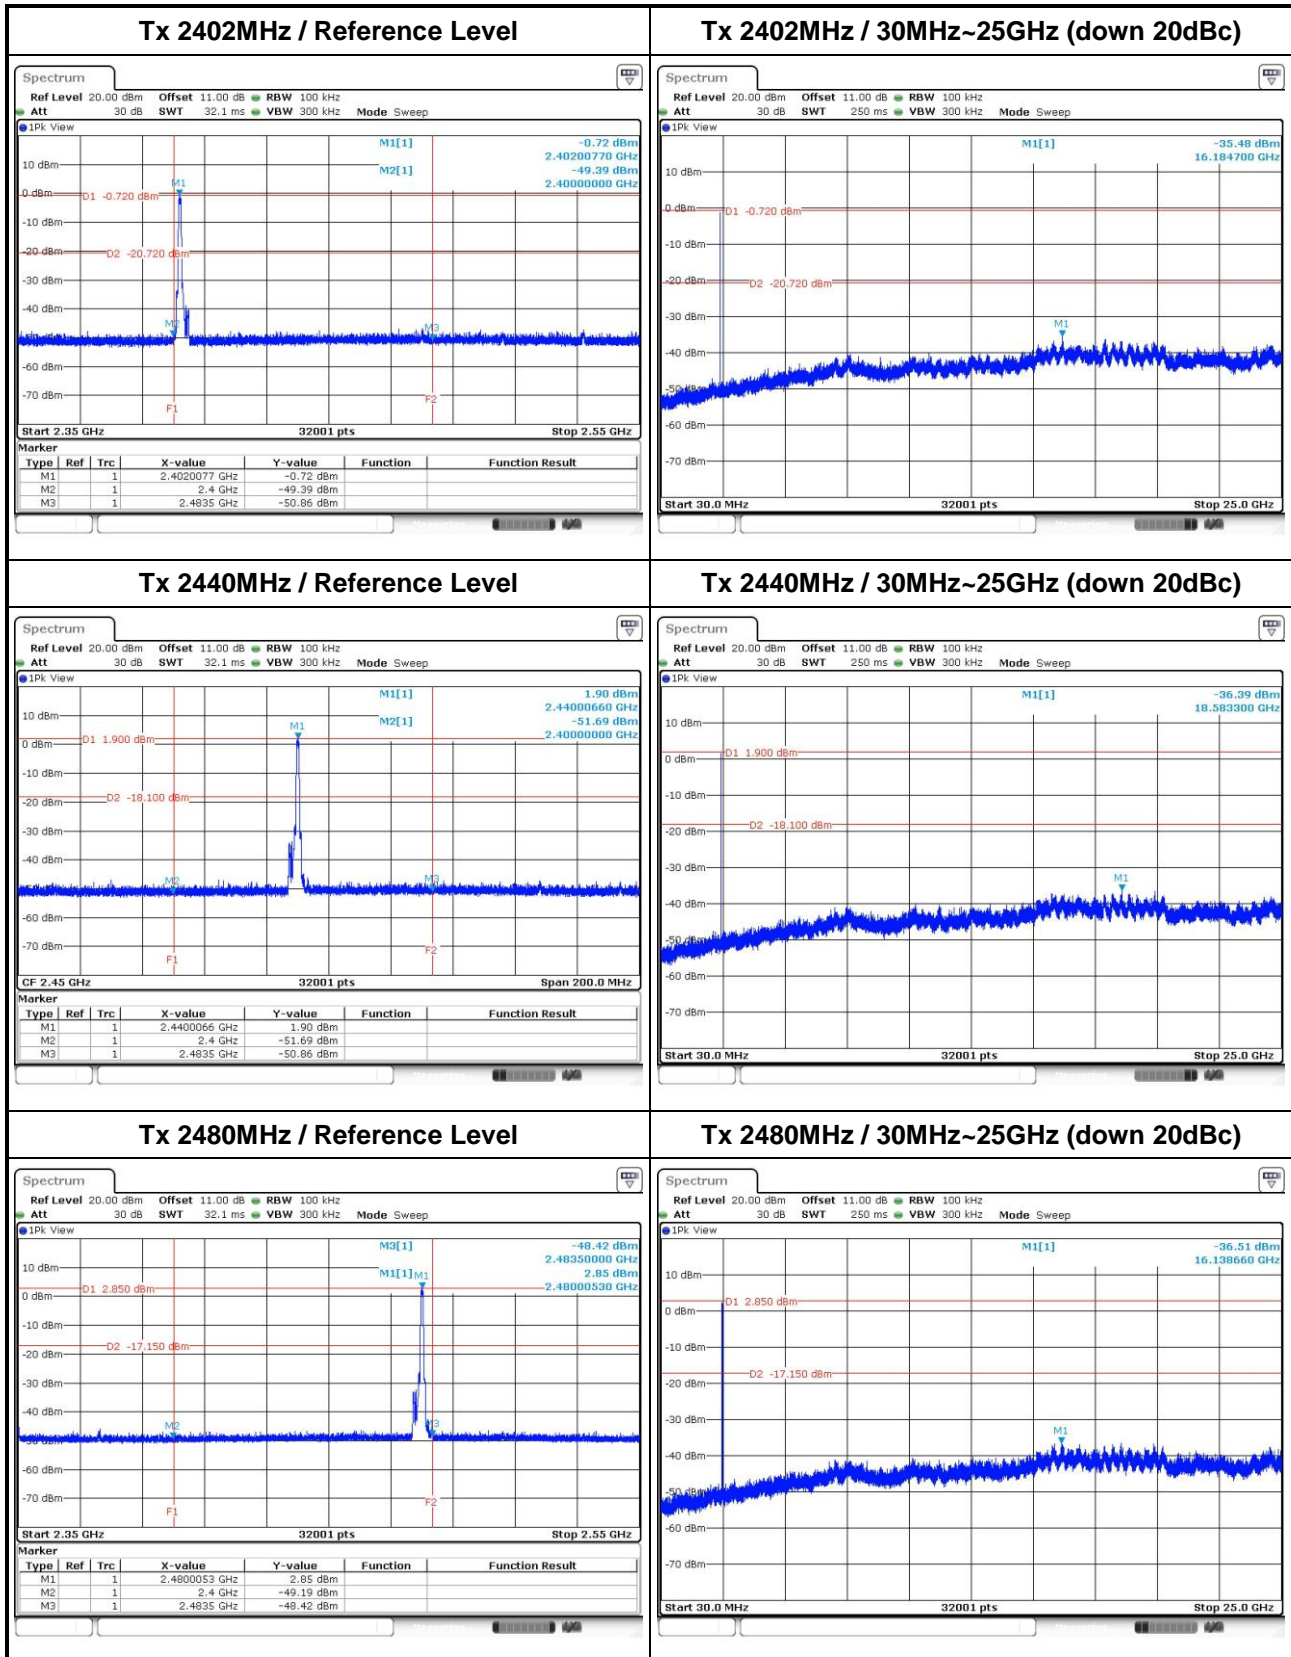 Tx 2402MHz / Reference Level
Tx 2402MHz / 30MHz~25GHz (down 20dBc)
Spectrum
Ref Level 20.00 dBm Offset 11.00 dB RBW 100 kHz
Att 30 dB SWT 32.1 ms VBW 300 kHz Mode Sweep
1Pk View
M1[1] -0.72 dBm
2.40200770 GHz
M2[1] -49.39 dBm
2.40000000 GHz
10 dBm
M1
0 dBm
D1 -0.720 dBm
-10 dBm
-20 dBm
D2 -20.720 dBm
-30 dBm
-40 dBm
M2
M3
-60 dBm
-70 dBm
F1
F2
Start 2.35 GHz 32001 pts Stop 2.55 GHz
Marker
Type Ref Trc X-value Y-value Function Function Result
M1 1 2.4020077 GHz -0.72 dBm
M2 1 2.4 GHz -49.39 dBm
M3 1 2.4835 GHz -50.86 dBm
Spectrum
Ref Level 20.00 dBm Offset 11.00 dB RBW 100 kHz
Att 30 dB SWT 250 ms VBW 300 kHz Mode Sweep
1Pk View
M1[1] -35.48 dBm
16.184700 GHz
10 dBm
0 dBm
D1 -0.720 dBm
-10 dBm
-20 dBm
D2 -20.720 dBm
-30 dBm
M1
-40 dBm
-50 dBm
-60 dBm
-70 dBm
Start 30.0 MHz 32001 pts Stop 25.0 GHz
Tx 2440MHz / Reference Level
Tx 2440MHz / 30MHz~25GHz (down 20dBc)
Spectrum
Ref Level 20.00 dBm Offset 11.00 dB RBW 100 kHz
Att 30 dB SWT 32.1 ms VBW 300 kHz Mode Sweep
1Pk View
M1[1] 1.90 dBm
2.44000660 GHz
M2[1] -51.69 dBm
2.40000000 GHz
10 dBm
M1
0 dBm
D1 1.900 dBm
-10 dBm
-20 dBm
D2 -18.100 dBm
-30 dBm
-40 dBm
M2
M3
-60 dBm
-70 dBm
F1
F2
CF 2.45 GHz 32001 pts Span 200.0 MHz
Marker
Type Ref Trc X-value Y-value Function Function Result
M1 1 2.4400066 GHz 1.90 dBm
M2 1 2.4 GHz -51.69 dBm
M3 1 2.4835 GHz -50.86 dBm
Spectrum
Ref Level 20.00 dBm Offset 11.00 dB RBW 100 kHz
Att 30 dB SWT 250 ms VBW 300 kHz Mode Sweep
1Pk View
M1[1] -36.39 dBm
18.583300 GHz
10 dBm
D1 1.900 dBm
0 dBm
-10 dBm
D2 -18.100 dBm
-20 dBm
-30 dBm
M1
-40 dBm
-50 dBm
-60 dBm
-70 dBm
Start 30.0 MHz 32001 pts Stop 25.0 GHz
Tx 2480MHz / Reference Level
Tx 2480MHz / 30MHz~25GHz (down 20dBc)
Spectrum
Ref Level 20.00 dBm Offset 11.00 dB RBW 100 kHz
Att 30 dB SWT 32.1 ms VBW 300 kHz Mode Sweep
1Pk View
M3[1] -48.42 dBm
2.48350000 GHz
M1[1] 2.85 dBm
2.48000530 GHz
10 dBm
M1
D1 2.850 dBm
0 dBm
-10 dBm
D2 -17.150 dBm
-20 dBm
-30 dBm
-40 dBm
M2
M3
-50 dBm
-60 dBm
-70 dBm
F1
F2
Start 2.35 GHz 32001 pts Stop 2.55 GHz
Marker
Type Ref Trc X-value Y-value Function Function Result
M1 1 2.4800053 GHz 2.85 dBm
M2 1 2.4 GHz -49.19 dBm
M3 1 2.4835 GHz -48.42 dBm
Spectrum
Ref Level 20.00 dBm Offset 11.00 dB RBW 100 kHz
Att 30 dB SWT 250 ms VBW 300 kHz Mode Sweep
1Pk View
M1[1] -36.51 dBm
16.138660 GHz
10 dBm
D1 2.850 dBm
0 dBm
-10 dBm
D2 -17.150 dBm
-20 dBm
-30 dBm
M1
-40 dBm
-50 dBm
-60 dBm
-70 dBm
Start 30.0 MHz 32001 pts Stop 25.0 GHz